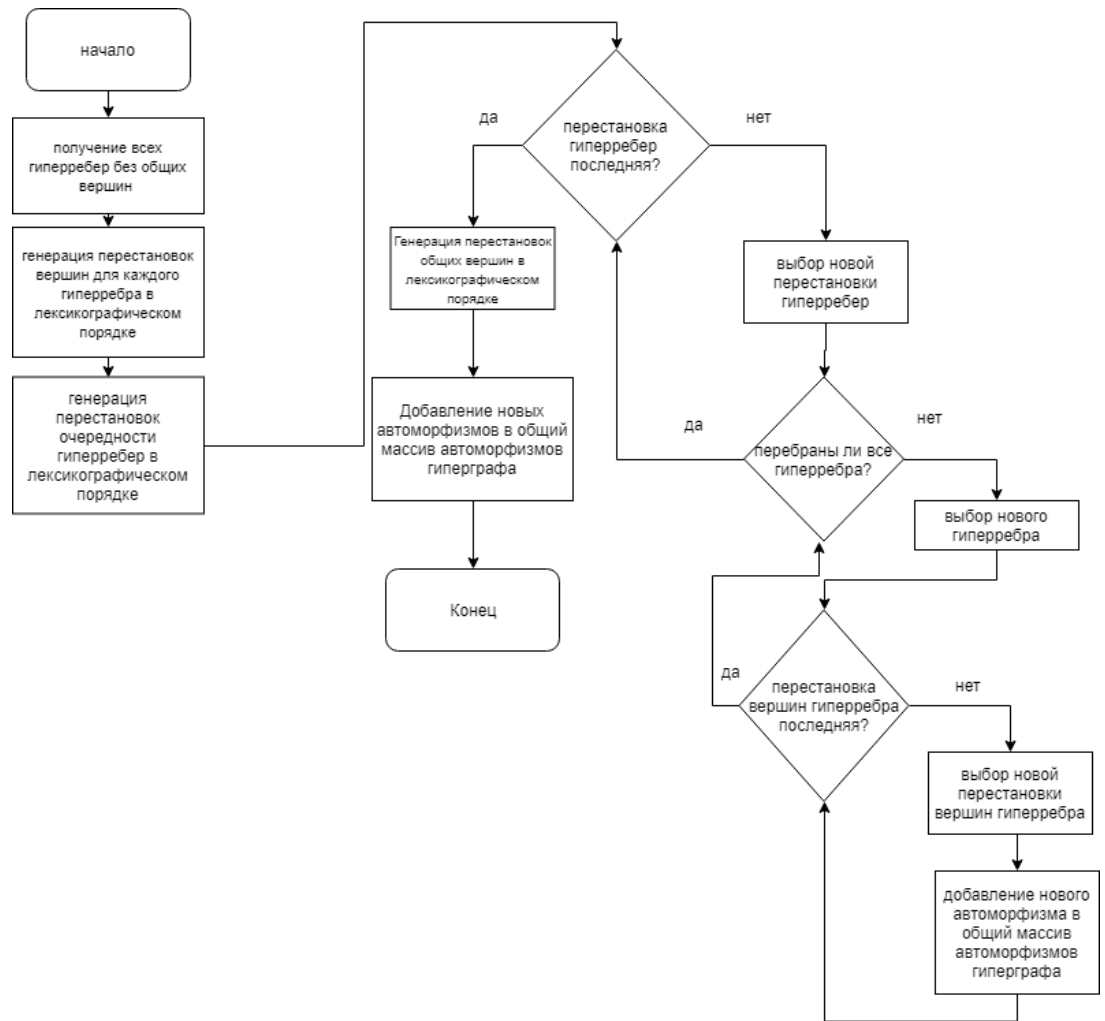 начало
получение всех
гиперребер без общих
вершин
генерация перестановок
вершин для каждого
гиперребра в
лексикографическом
порядке
генерация
перестановок
очередности
гиперребер в
лексикографическом
порядке
да
перестановка
гиперребер
последняя?
нет
Генерация перестановок
общих вершин в
лексикографическом
порядке
выбор новой
перестановки
гиперребер
Добавление новых
автоморфизмов в общий
массив автоморфизмов
гиперграфа
Конец
да
перебраны ли все
гиперребра?
нет
выбор нового
гиперребра
да
перестановка
вершин гиперребра
последняя?
нет
выбор новой
перестановки
вершин гиперребра
добавление нового
автоморфизма в
общий массив
автоморфизмов
гиперграфа